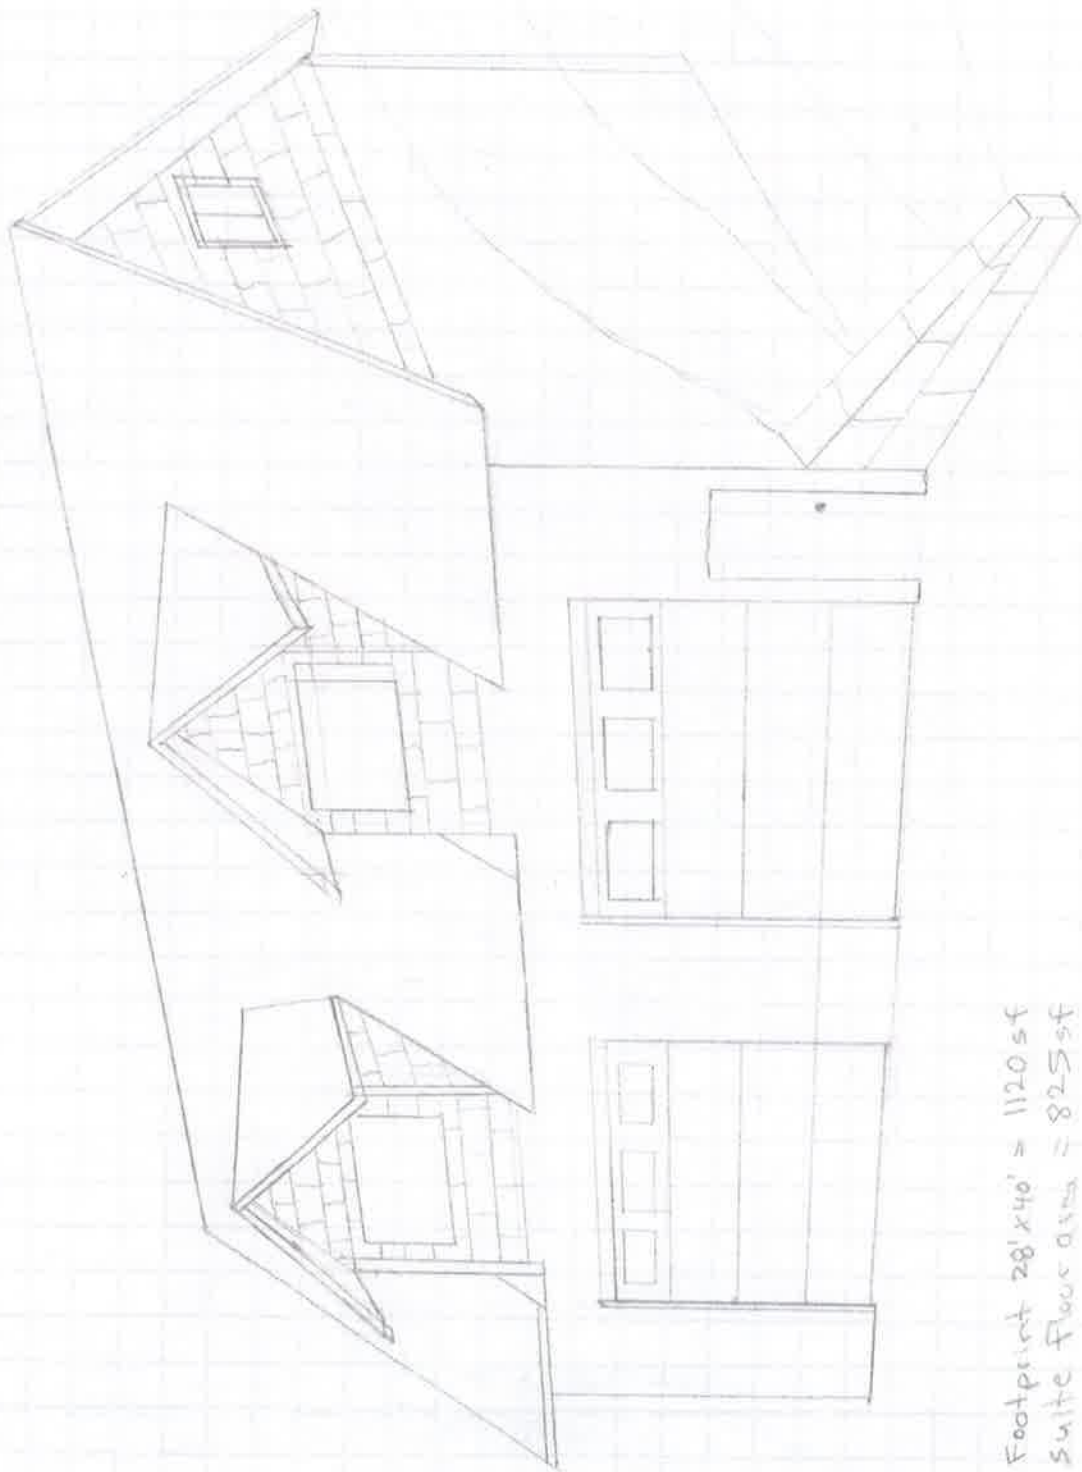 Footprint 28'x40' = 1120 sf
Suite Floor area = 825 sf